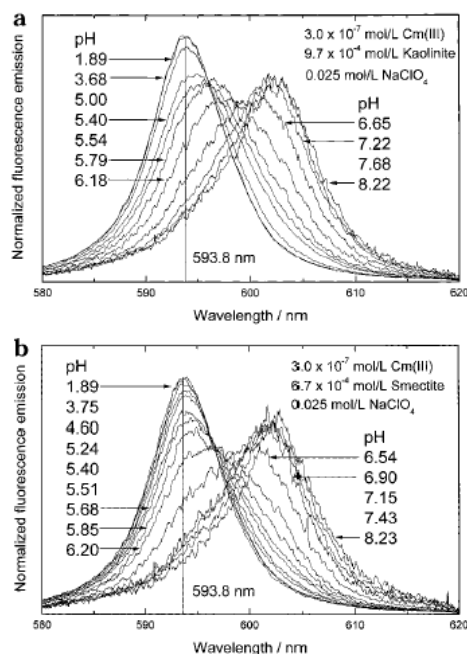 a
Normalized fluorescence emission
pH
1.89
3.68
5.00
5.40
5.54
5.79
6.18
3.0 x 10⁻⁷ mol/L Cm(III)
9.7 x 10⁻⁴ mol/L Kaolinite
0.025 mol/L NaClO₄
pH
6.65
7.22
7.68
8.22
593.8 nm
580 590 600 610 620
Wavelength / nm
b
Normalized fluorescence emission
pH
1.89
3.75
4.60
5.24
5.40
5.51
5.68
5.85
6.20
3.0 x 10⁻⁷ mol/L Cm(III)
6.7 x 10⁻⁴ mol/L Smectite
0.025 mol/L NaClO₄
pH
6.54
6.90
7.15
7.43
8.23
593.8 nm
580 590 600 610 620
Wavelength / nm